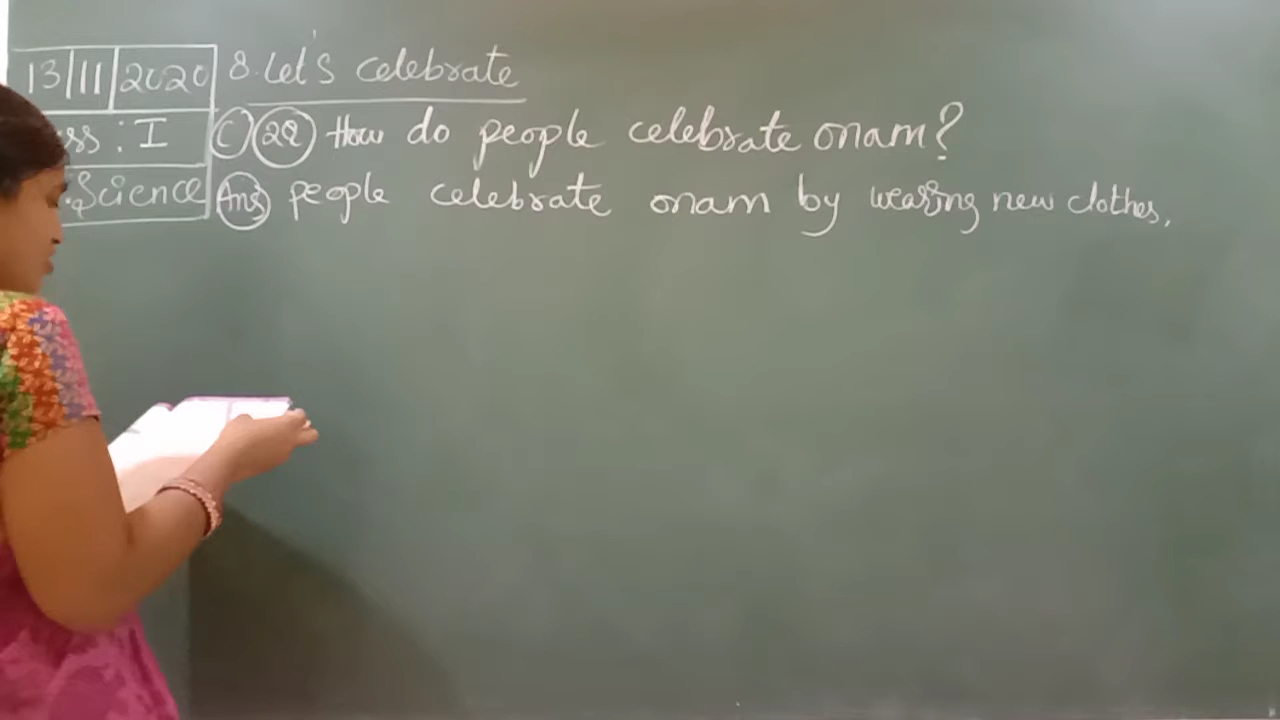 13/11/2020 8. Let's celebrate
ss : I C 2Q How do people celebrate onam?
Science Ans people celebrate onam by wearing new clothes,